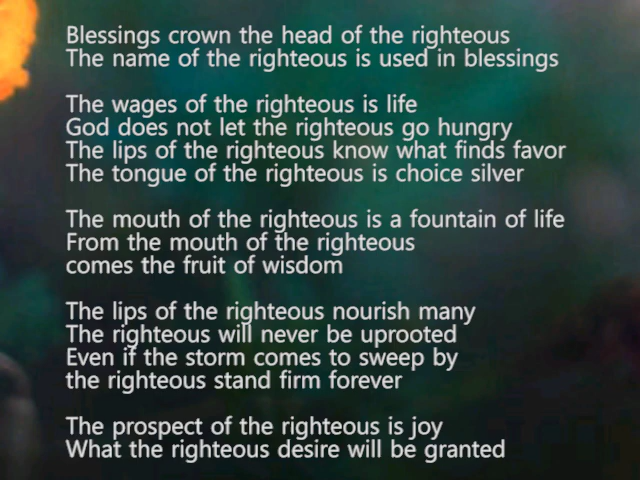 Blessings crown the head of the righteous
The name of the righteous is used in blessings
The wages of the righteous is life
God does not let the righteous go hungry
The lips of the righteous know what finds favor
The tongue of the righteous is choice silver
The mouth of the righteous is a fountain of life
From the mouth of the righteous
comes the fruit of wisdom
The lips of the righteous nourish many
The righteous will never be uprooted
Even if the storm comes to sweep by
the righteous stand firm forever
The prospect of the righteous is joy
What the righteous desire will be granted